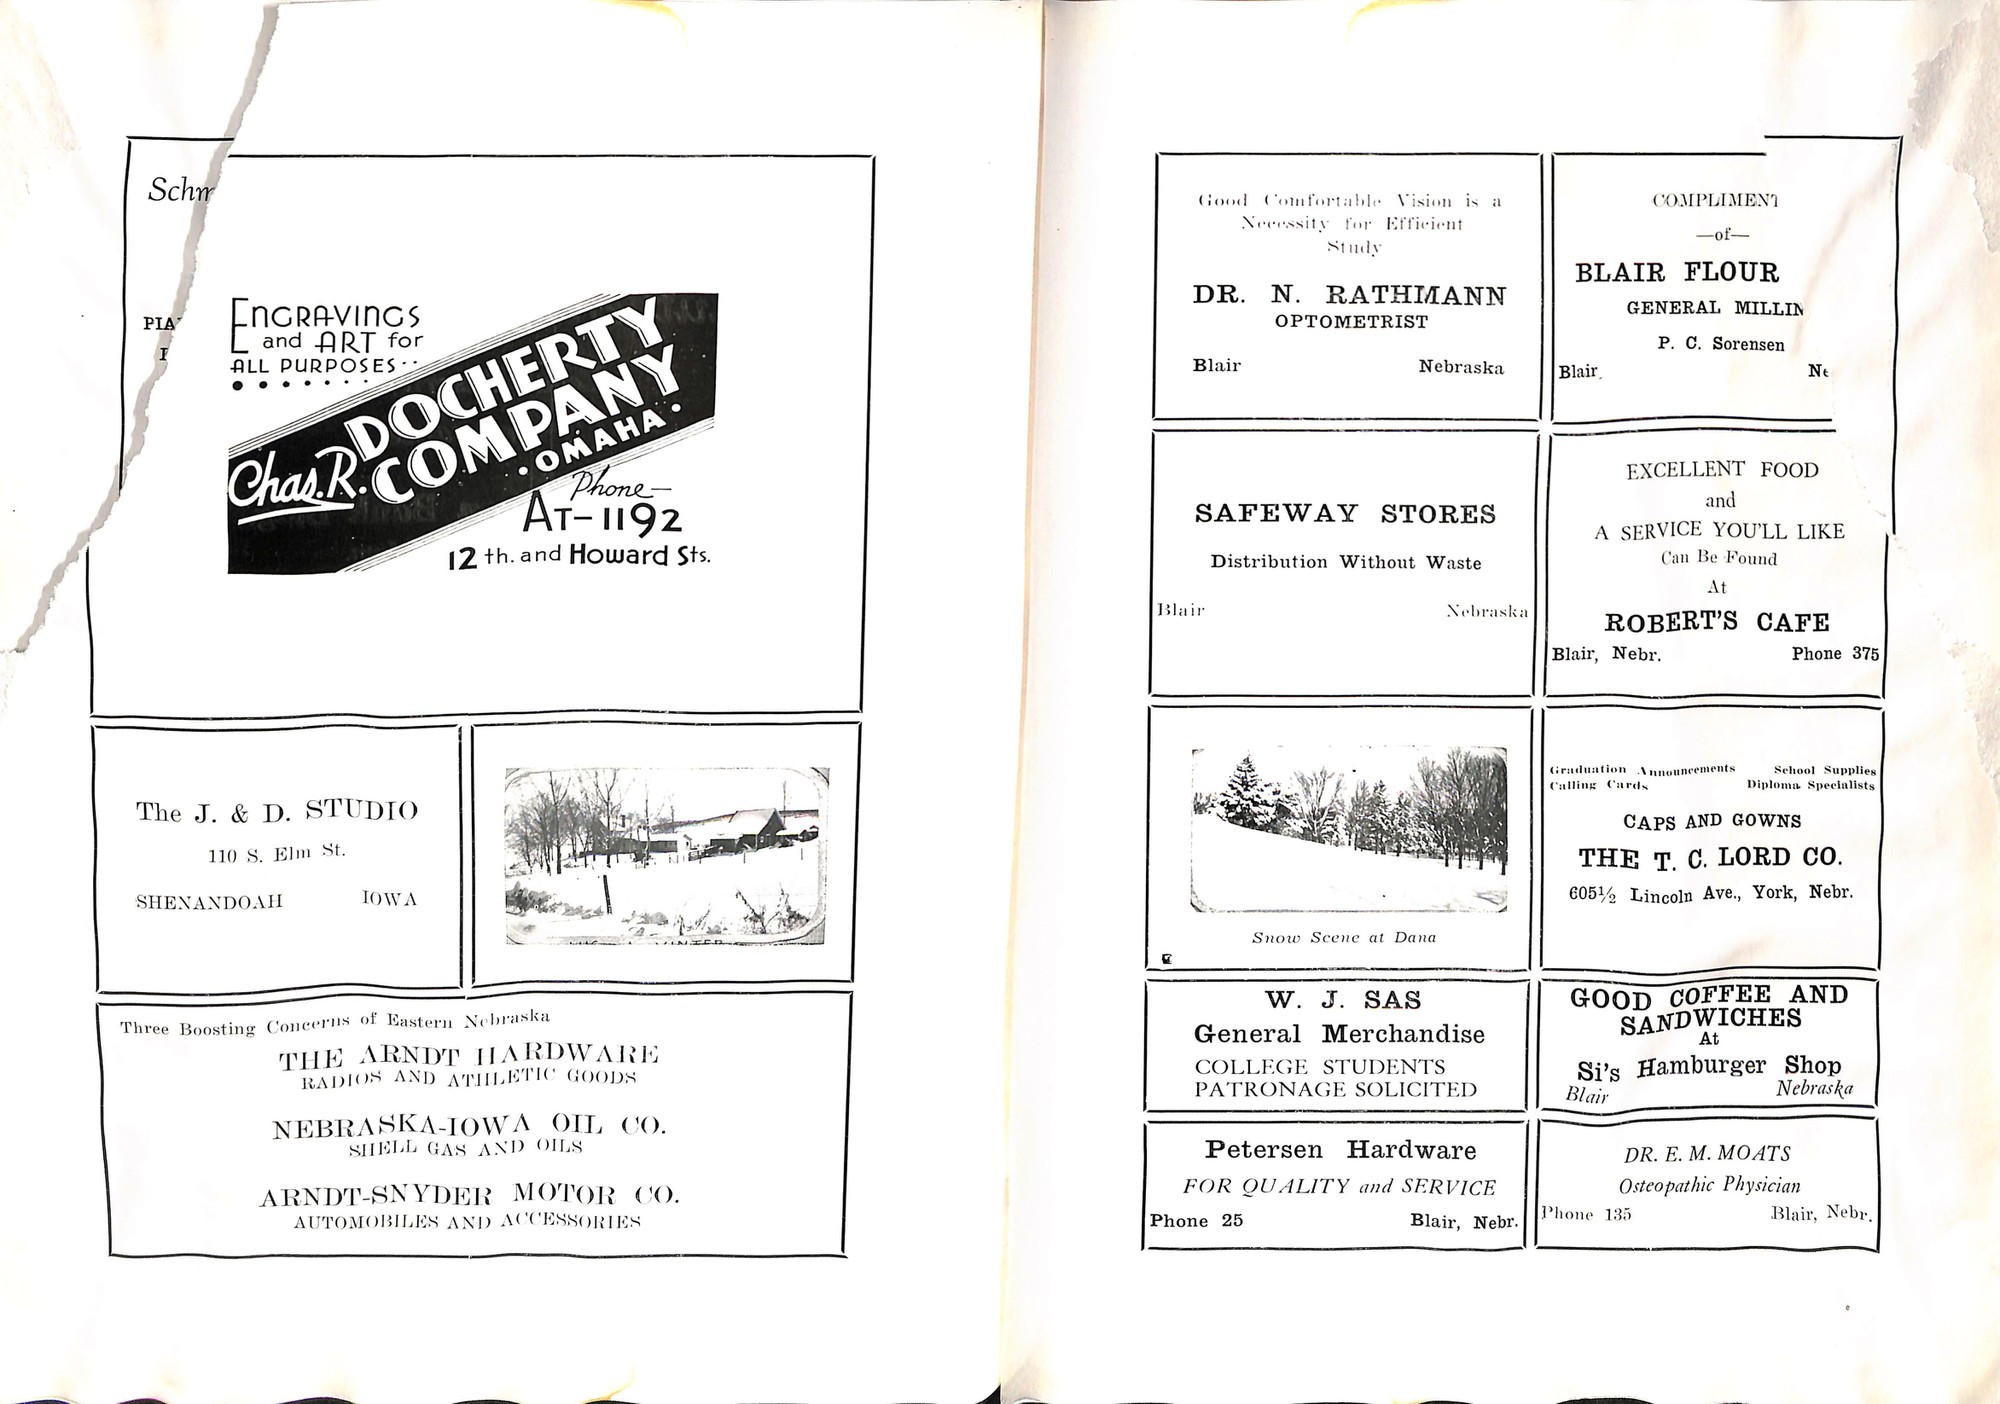 ENGRAVINGS
and ART for
ALL PURPOSES
Chas. R. DOCHERTY
COMPANY
OMAHA
Phone—
AT-1192
12th. and Howard Sts.
The J. & D. STUDIO
110 S. Elm St.
SHENANDOAH IOWA
Three Boosting Concerns of Eastern Nebraska
THE ARNDT HARDWARE
RADIOS AND ATHLETIC GOODS
NEBRASKA-IOWA OIL CO.
SHELL GAS AND OILS
ARNDT-SNYDER MOTOR CO.
AUTOMOBILES AND ACCESSORIES
Good Comfortable Vision is a
Necessity for Efficient
Study
DR. N. RATHMANN
OPTOMETRIST
Blair Nebraska
COMPLIMENT
—of—
BLAIR FLOUR
GENERAL MILLIN
P. C. Sorensen
Blair, Ne
SAFEWAY STORES
Distribution Without Waste
Blair Nebraska
EXCELLENT FOOD
and
A SERVICE YOU'LL LIKE
Can Be Found
At
ROBERT'S CAFE
Blair, Nebr. Phone 375
Snow Scene at Dana
Graduation Announcements School Supplies
Calling Cards Diploma Specialists
CAPS AND GOWNS
THE T. C. LORD CO.
605½ Lincoln Ave., York, Nebr.
W. J. SAS
General Merchandise
COLLEGE STUDENTS
PATRONAGE SOLICITED
GOOD COFFEE AND
SANDWICHES
At
Si's Hamburger Shop
Blair Nebraska
Petersen Hardware
FOR QUALITY and SERVICE
Phone 25 Blair, Nebr.
DR. E. M. MOATS
Osteopathic Physician
Phone 135 Blair, Nebr.